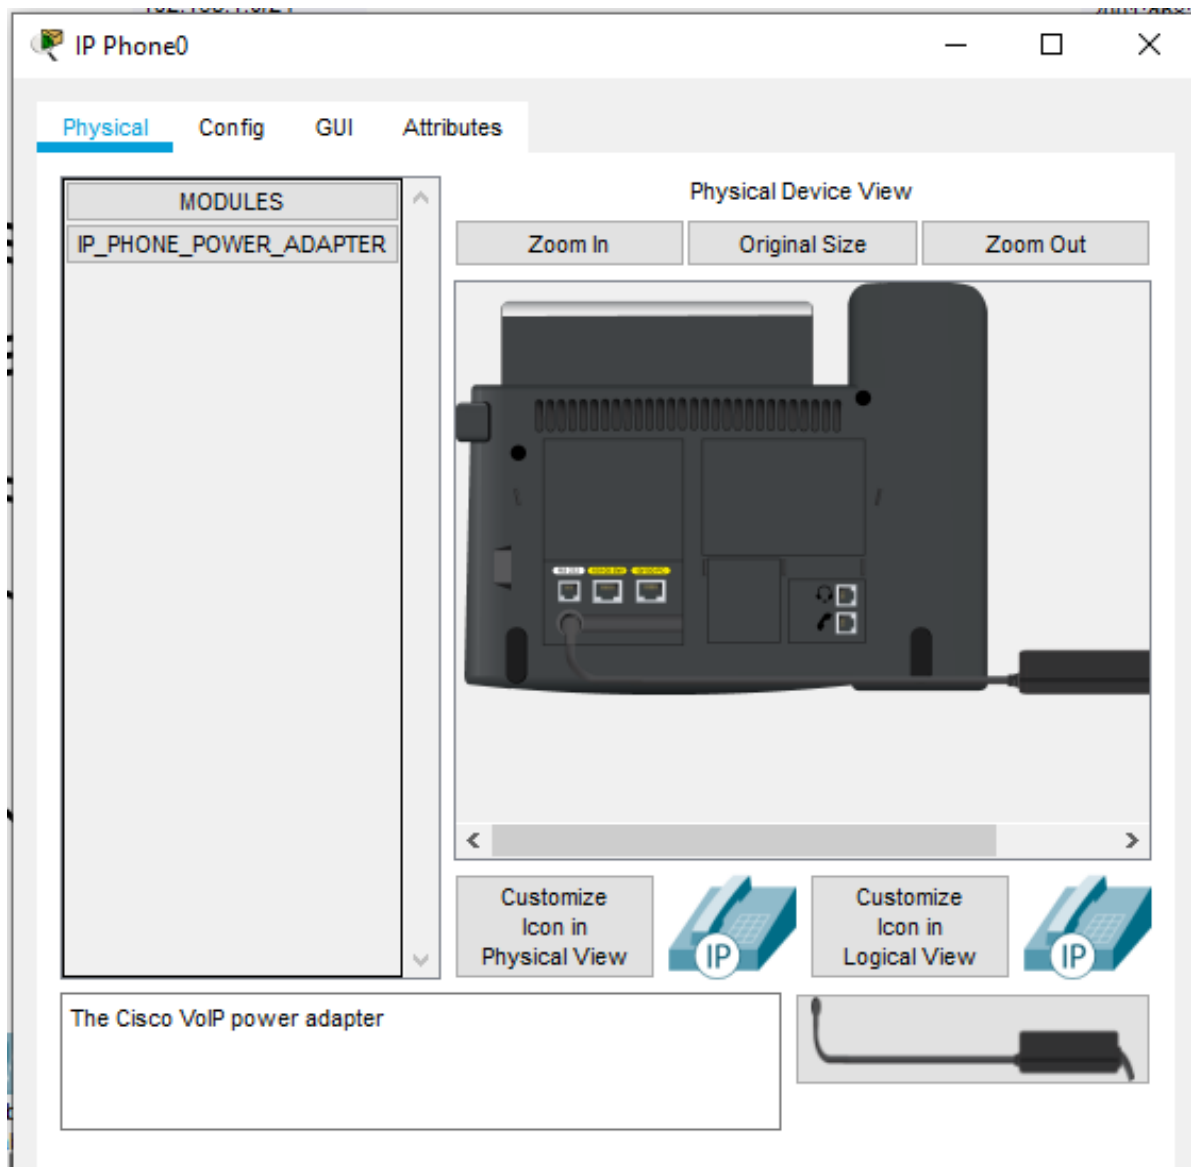 IP Phone0
Physical Config GUI Attributes
MODULES
IP_PHONE_POWER_ADAPTER
Physical Device View
Zoom In Original Size Zoom Out
Customize
Icon in
Physical View
IP
Customize
Icon in
Logical View
IP
The Cisco VoIP power adapter